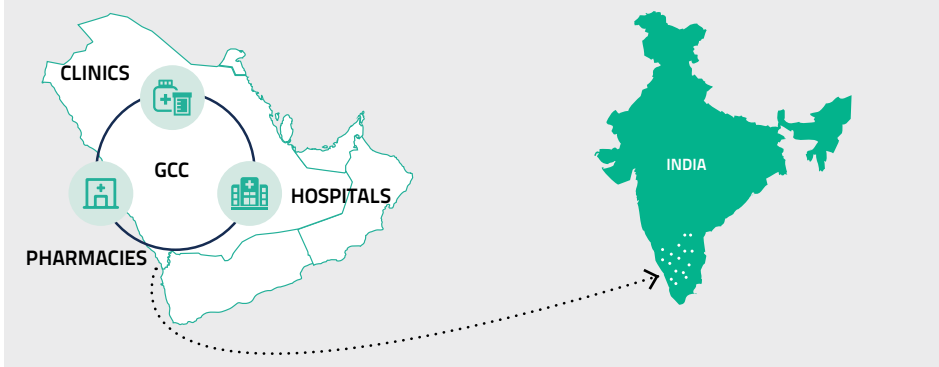 CLINICS
GCC
HOSPITALS
PHARMACIES
INDIA